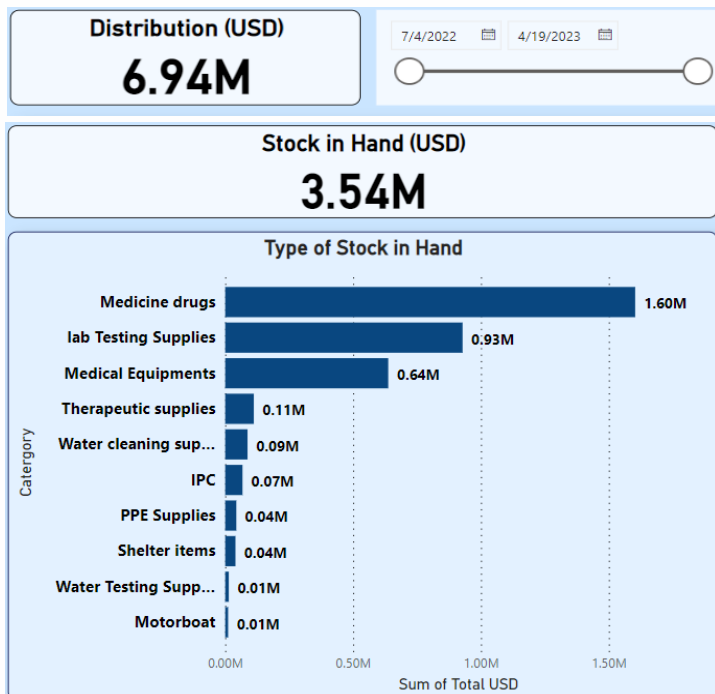 Distribution (USD)
6.94M
7/4/2022
4/19/2023
Stock in Hand (USD)
3.54M
Type of Stock in Hand
Medicine drugs 1.60M
lab Testing Supplies 0.93M
Medical Equipments 0.64M
Therapeutic supplies 0.11M
Water cleaning sup... 0.09M
IPC 0.07M
PPE Supplies 0.04M
Shelter items 0.04M
Water Testing Supp... 0.01M
Motorboat 0.01M
Catergory
0.00M 0.50M 1.00M 1.50M
Sum of Total USD